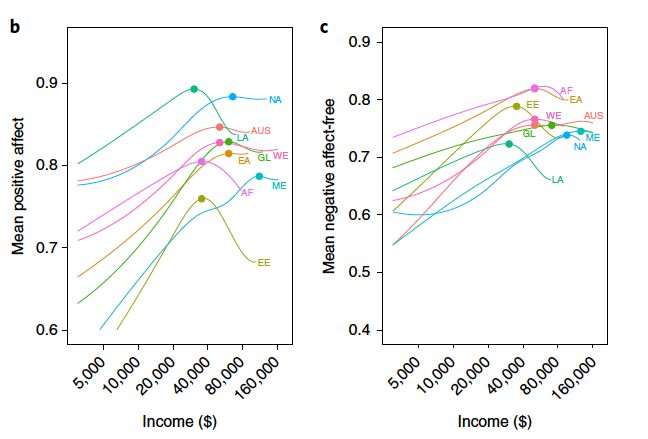 b
Mean positive affect
0.9
0.8
0.7
0.6
NA
LA
AUS
GL
WE
EA
AF
ME
EE
5,000
10,000
20,000
40,000
80,000
160,000
Income ($)
c
Mean negative affect-free
0.9
0.8
0.7
0.6
0.5
0.4
AF
EA
EE
WE
AUS
GL
ME
NA
LA
5,000
10,000
20,000
40,000
80,000
160,000
Income ($)